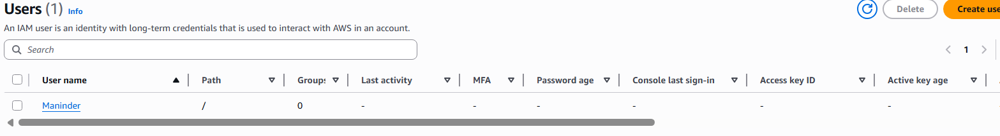 Users (1) Info
Delete
Create use
An IAM user is an identity with long-term credentials that is used to interact with AWS in an account.
Search
1
User name Path Groups Last activity MFA Password age Console last sign-in Access key ID Active key age
Maninder / 0 - - - - - -